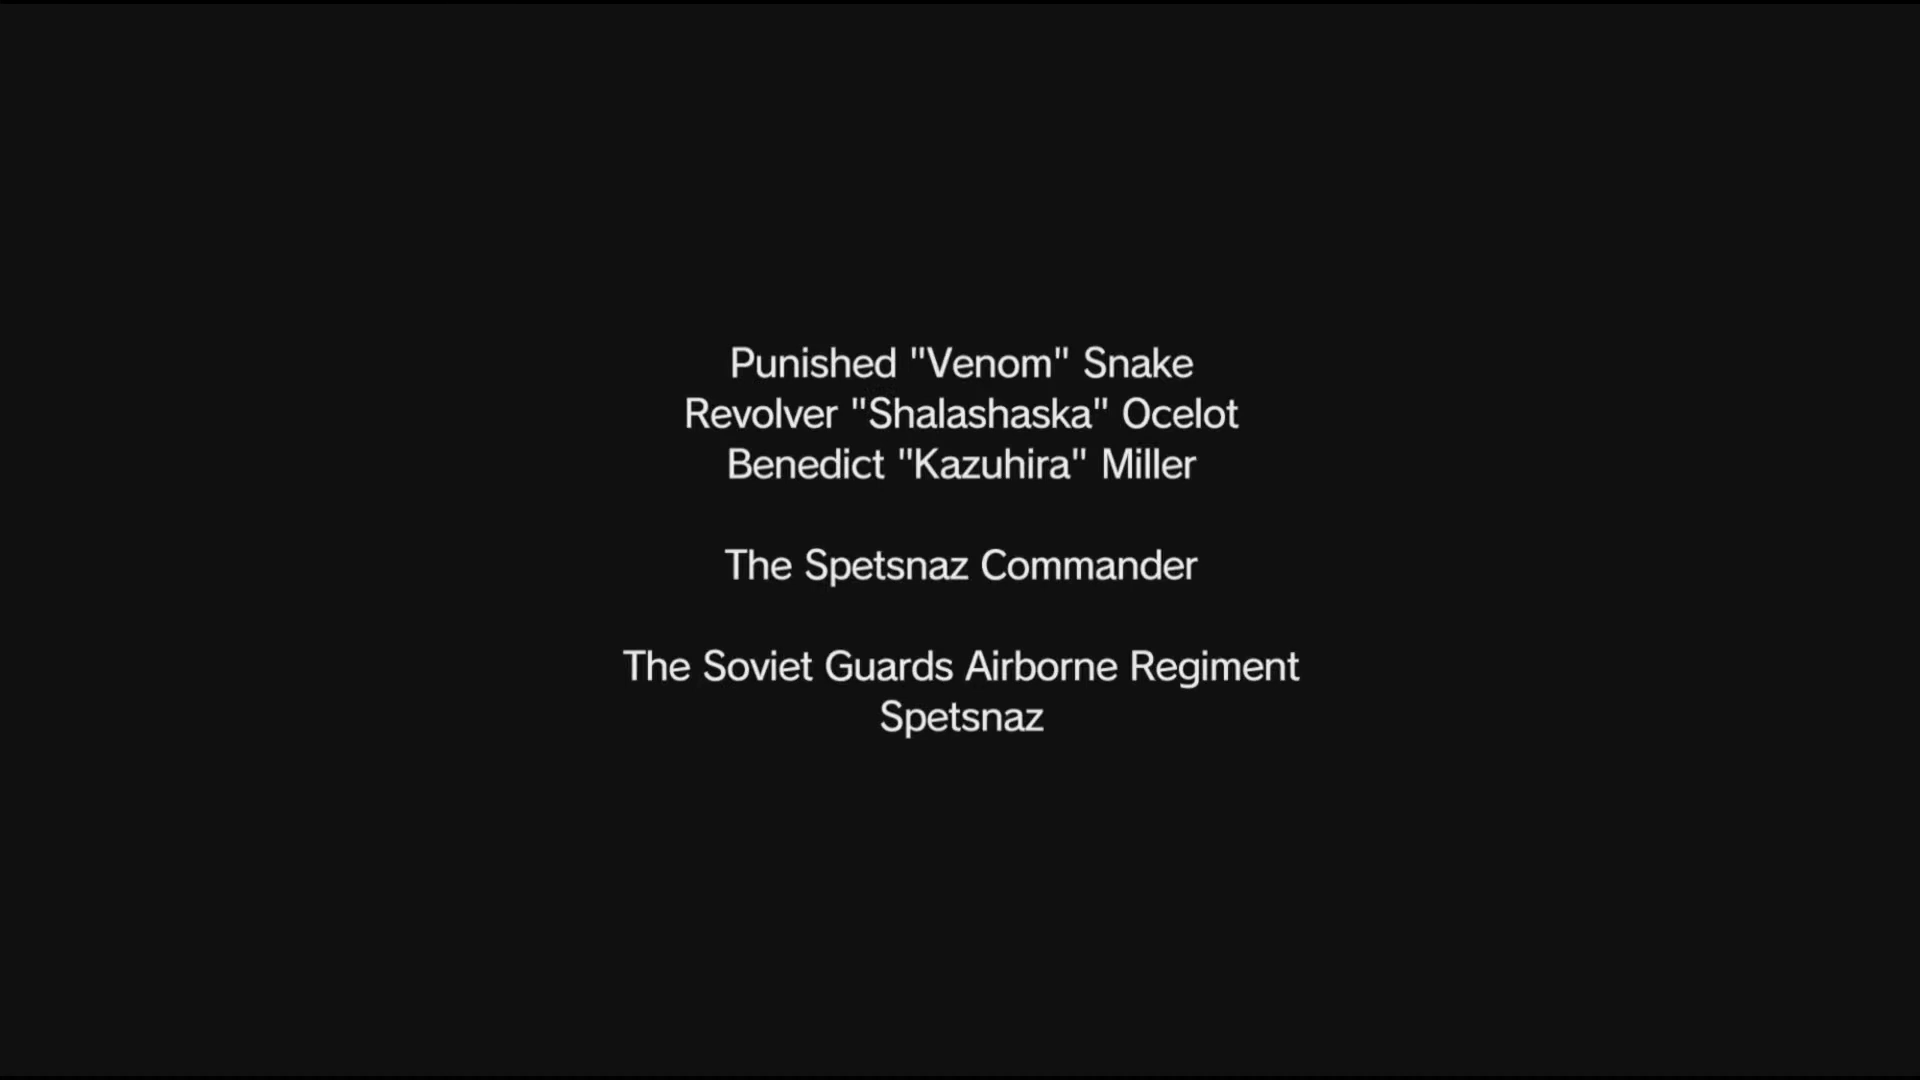 Punished "Venom" Snake
Revolver "Shalashaska" Ocelot
Benedict "Kazuhira" Miller
The Spetsnaz Commander
The Soviet Guards Airborne Regiment
Spetsnaz